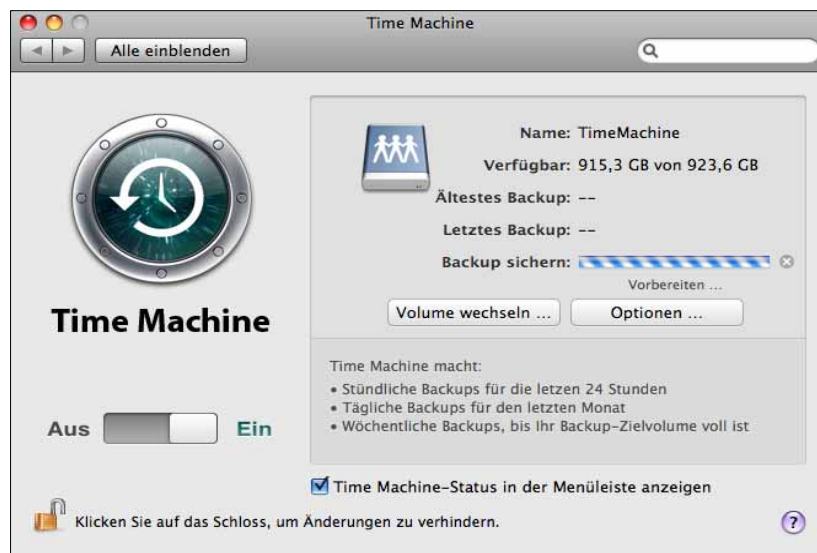 Time Machine
Alle einblenden
Name: TimeMachine
Verfügbar: 915,3 GB von 923,6 GB
Ältestes Backup: --
Letztes Backup: --
Backup sichern:
Vorbereiten ...
Volume wechseln ...
Optionen ...
Time Machine
Aus
Ein
Time Machine macht:
• Stündliche Backups für die letzen 24 Stunden
• Tägliche Backups für den letzten Monat
• Wöchentliche Backups, bis Ihr Backup-Zielvolume voll ist
Time Machine-Status in der Menüleiste anzeigen
Klicken Sie auf das Schloss, um Änderungen zu verhindern.
?